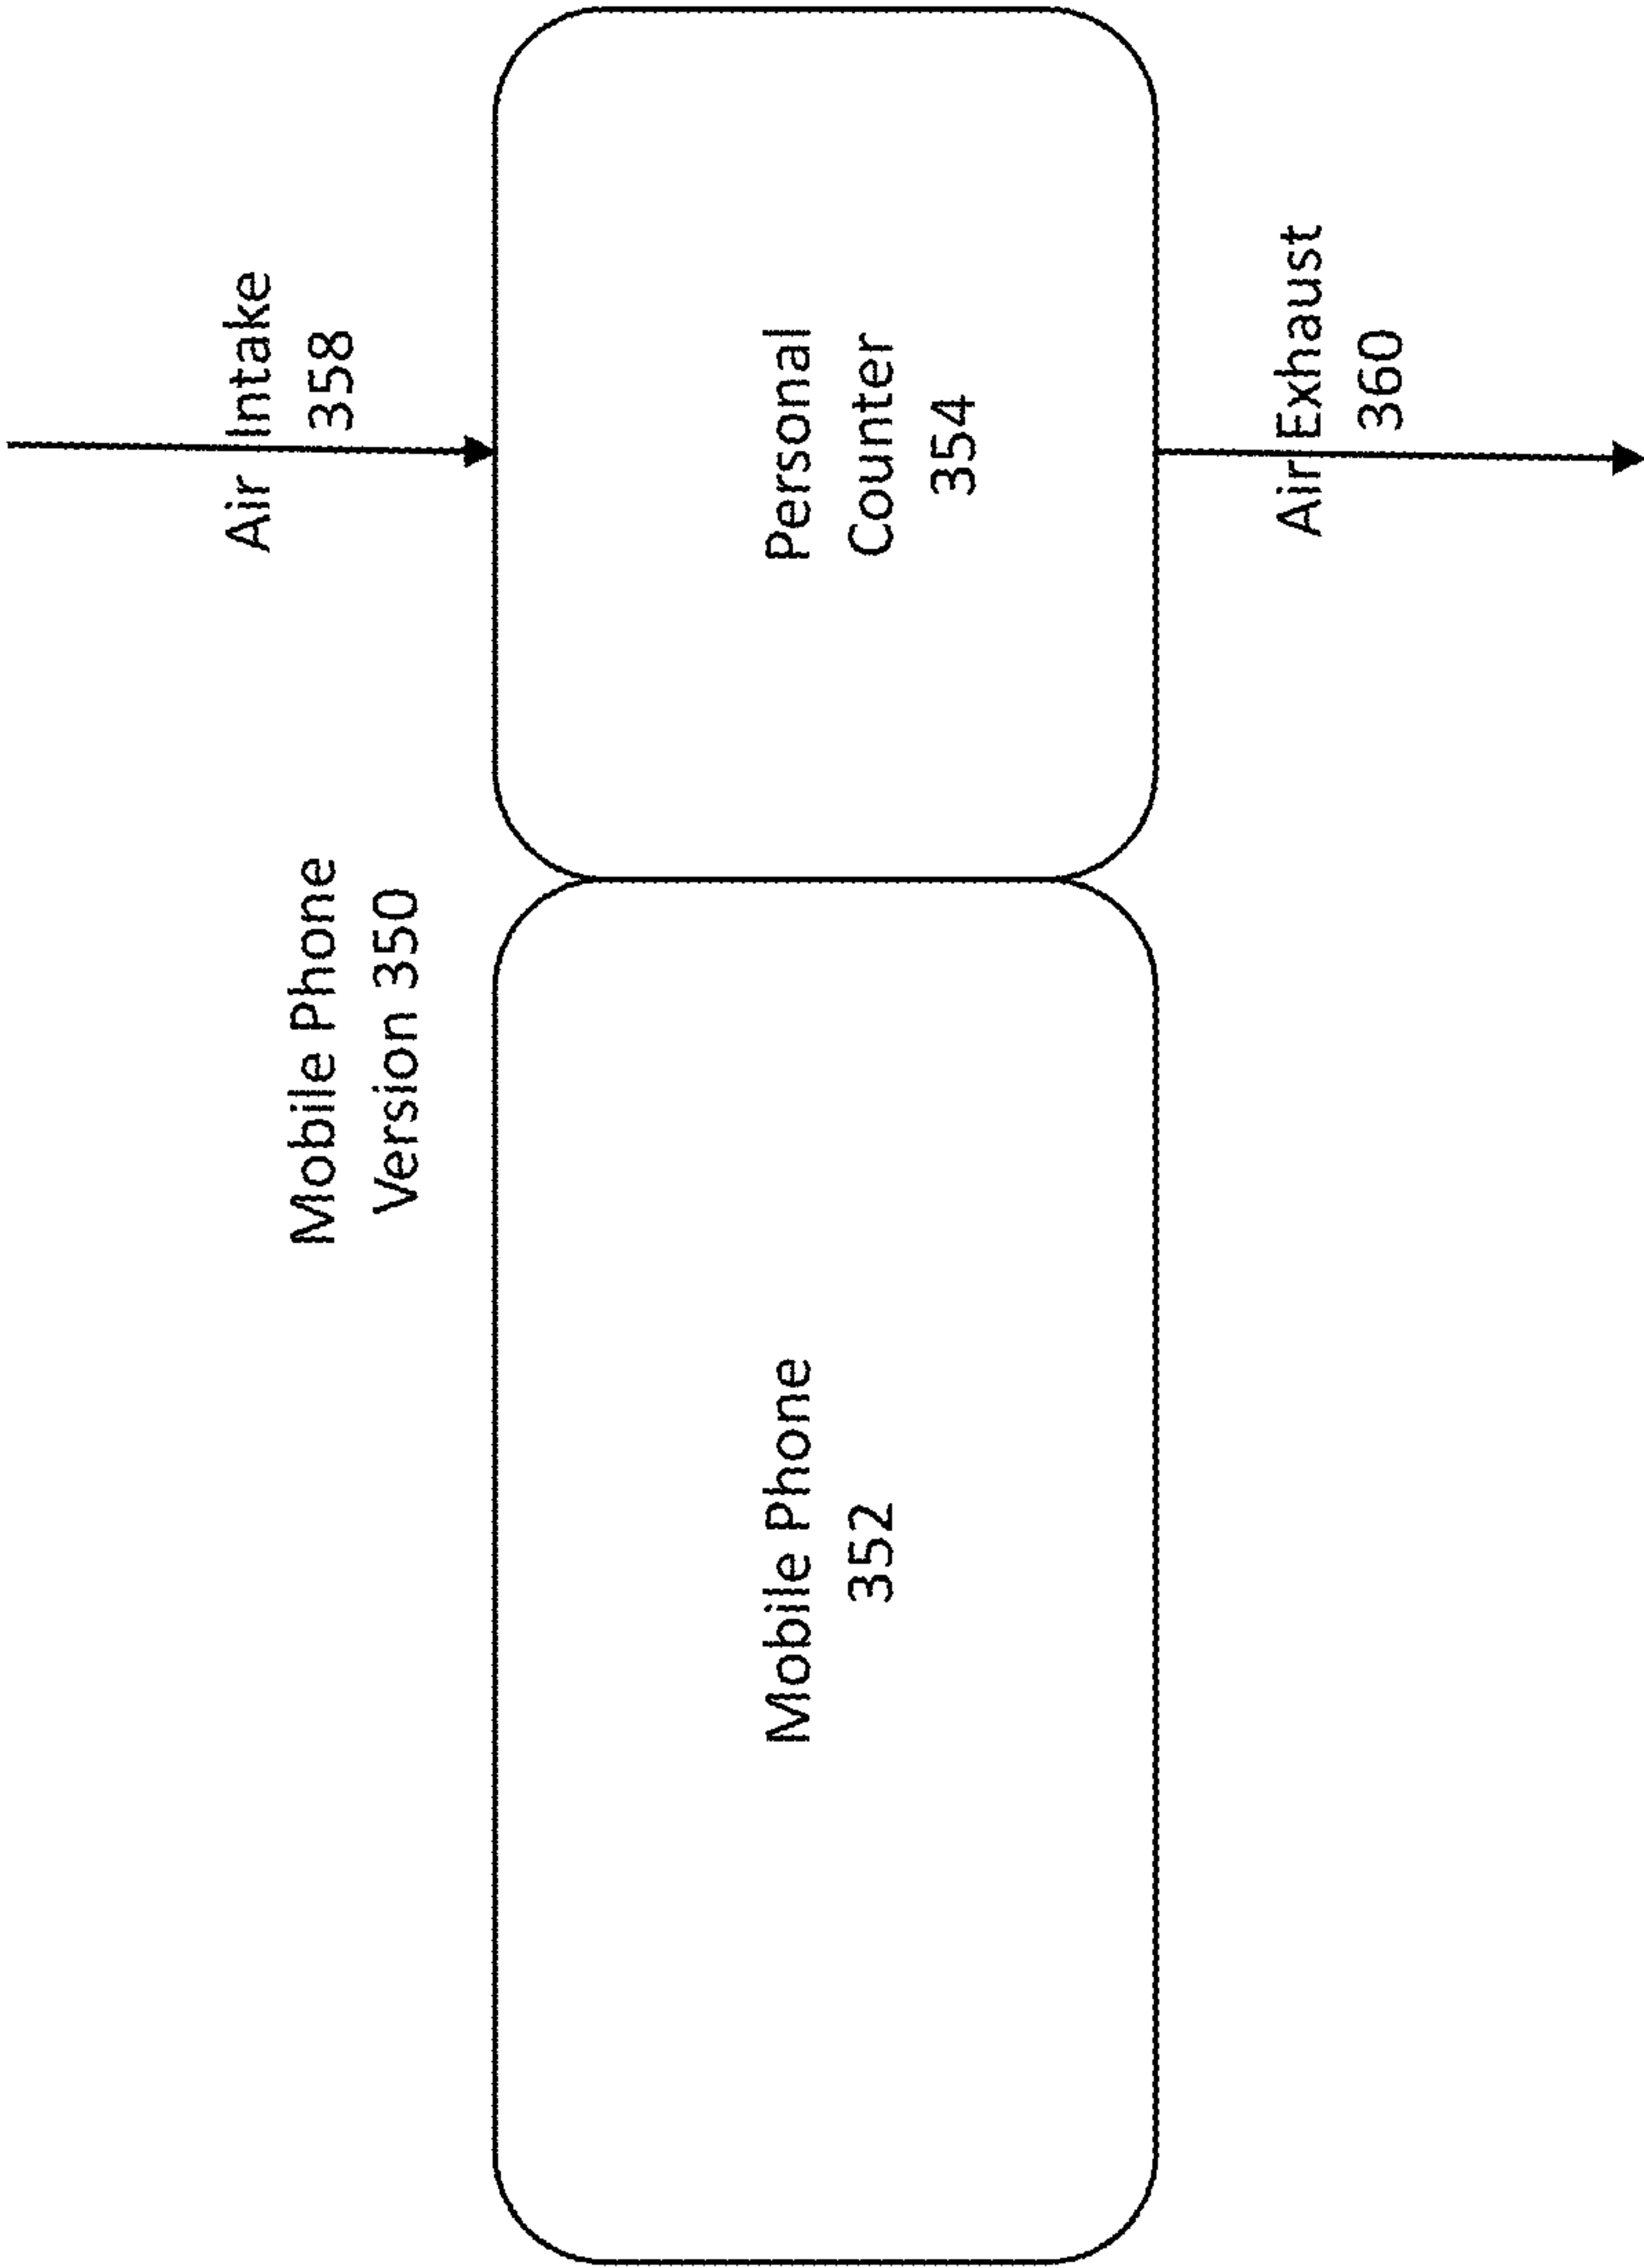 Mobile Phone
Version 350
Air Intake
358
Mobile Phone
352
Personal
Counter
354
Air Exhaust
360